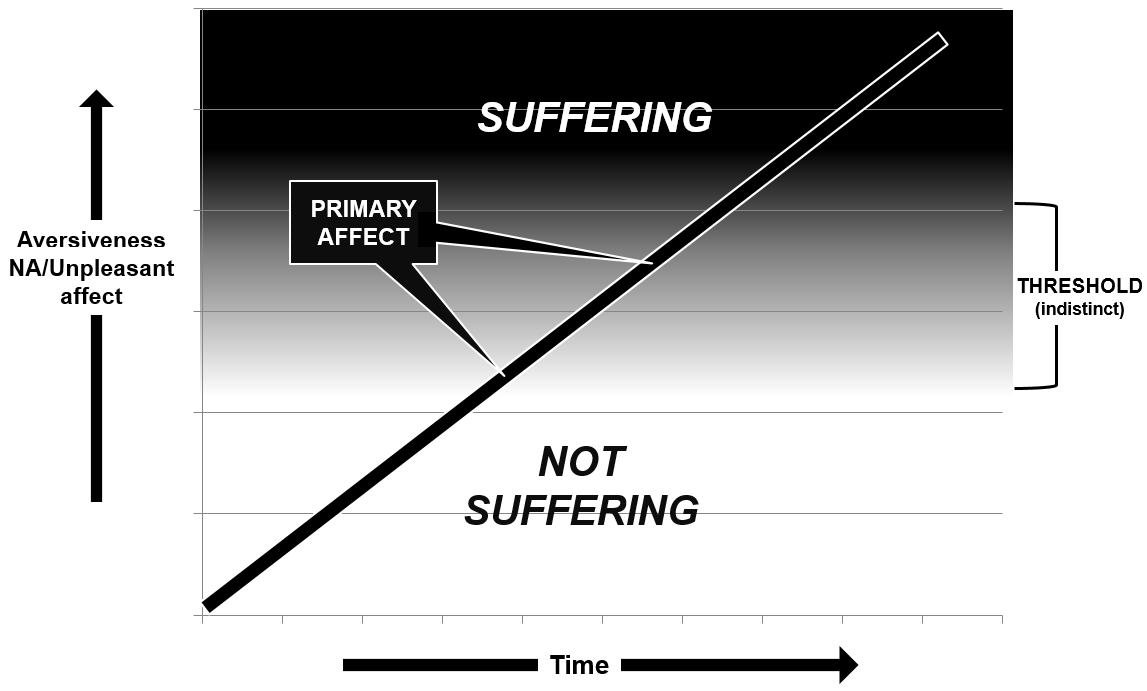 SUFFERING
PRIMARY
AFFECT
Aversiveness
NA/Unpleasant
affect
THRESHOLD
(indistinct)
NOT
SUFFERING
Time